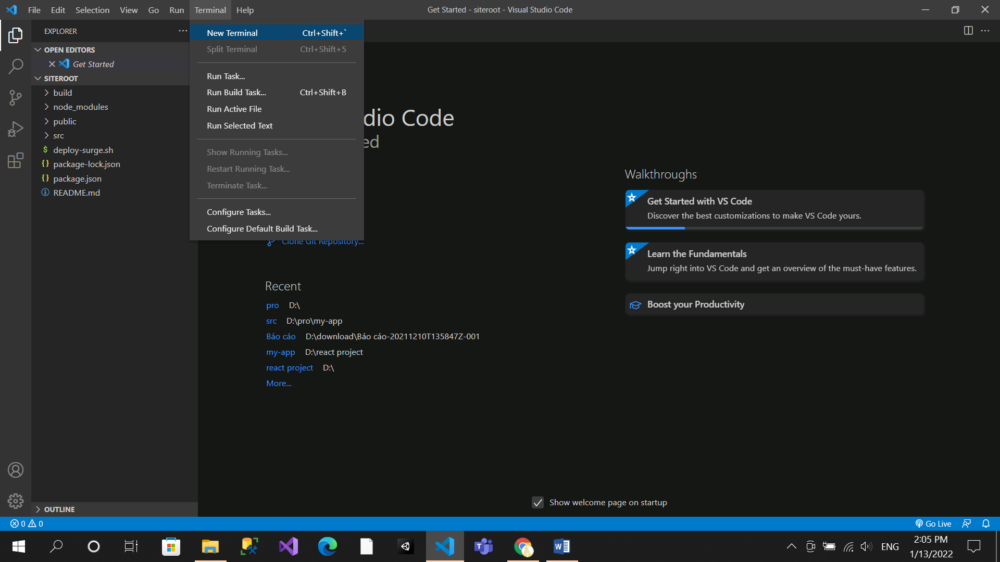 File Edit Selection View Go Run Terminal Help
Get Started - siteroot - Visual Studio Code
EXPLORER
OPEN EDITORS
Get Started
SITEROOT
build
node_modules
public
src
deploy-surge.sh
package-lock.json
package.json
README.md
OUTLINE
New Terminal Ctrl+Shift+`
Split Terminal Ctrl+Shift+5
Run Task...
Run Build Task... Ctrl+Shift+B
Run Active File
Run Selected Text
Show Running Tasks...
Restart Running Task...
Terminate Task...
Configure Tasks...
Configure Default Build Task...
dio Code
ed
Clone Git Repository...
Recent
pro D:\
src D:\pro\my-app
Báo cáo D:\download\Báo cáo-20211210T135847Z-001
my-app D:\react project
react project D:\
More...
Walkthroughs
Get Started with VS Code
Discover the best customizations to make VS Code yours.
Learn the Fundamentals
Jump right into VS Code and get an overview of the must-have features.
Boost your Productivity
Show welcome page on startup
0 0
Go Live
ENG
2:05 PM
1/13/2022